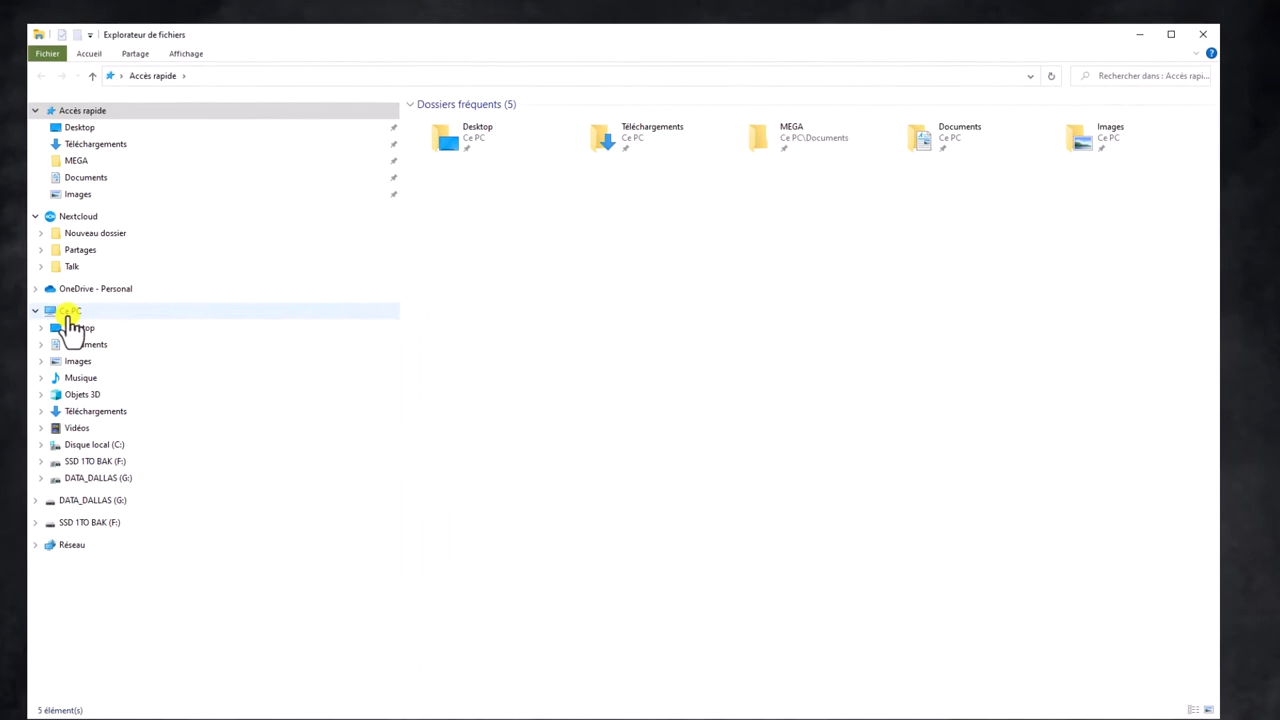 Explorateur de fichiers
Fichier Accueil Partage Affichage
Accès rapide
Rechercher dans : Accès rapi...
Accès rapide
Desktop
Téléchargements
MEGA
Documents
Images
Nextcloud
Nouveau dossier
Partages
Talk
OneDrive - Personal
Ce PC
Images
Musique
Objets 3D
Téléchargements
Vidéos
Disque local (C:)
SSD 1TO BAK (F:)
DATA_DALLAS (G:)
DATA_DALLAS (G:)
SSD 1TO BAK (F:)
Réseau
Dossiers fréquents (5)
Desktop
Ce PC
Téléchargements
Ce PC
MEGA
Ce PC\Documents
Documents
Ce PC
Images
Ce PC
5 élément(s)